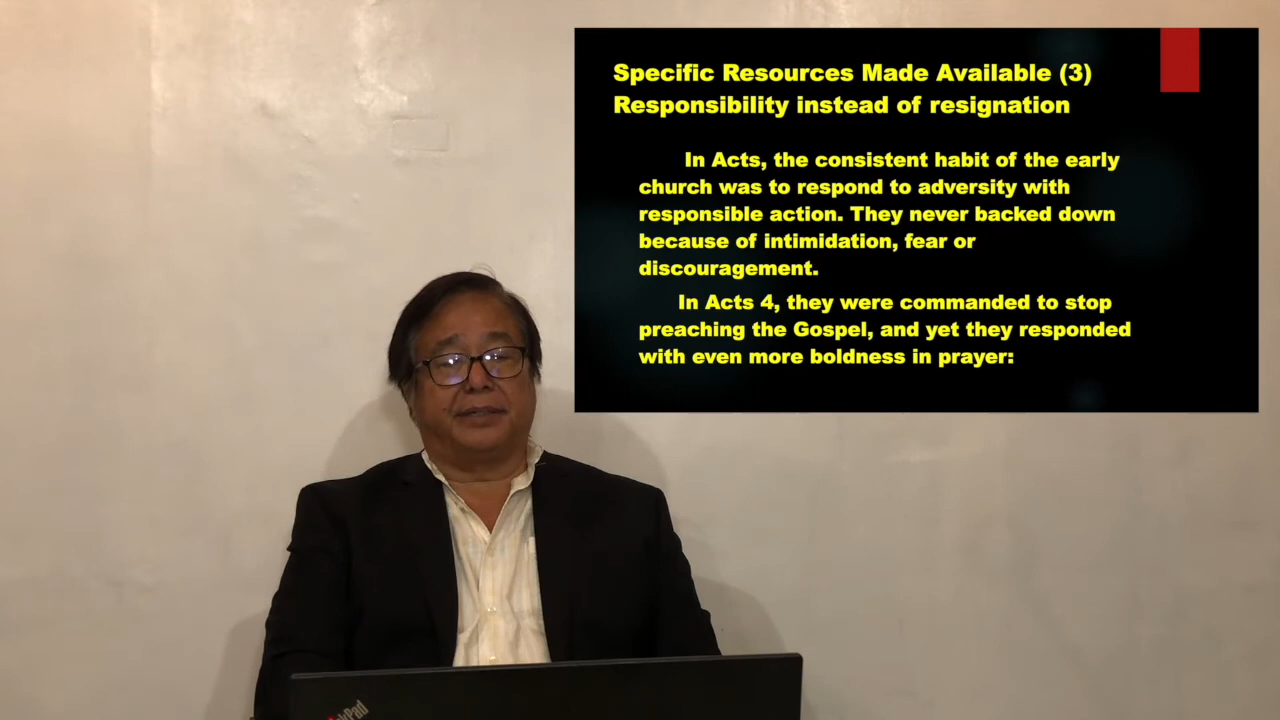 Specific Resources Made Available (3)
Responsibility instead of resignation
In Acts, the consistent habit of the early
church was to respond to adversity with
responsible action. They never backed down
because of intimidation, fear or
discouragement.
In Acts 4, they were commanded to stop
preaching the Gospel, and yet they responded
with even more boldness in prayer: